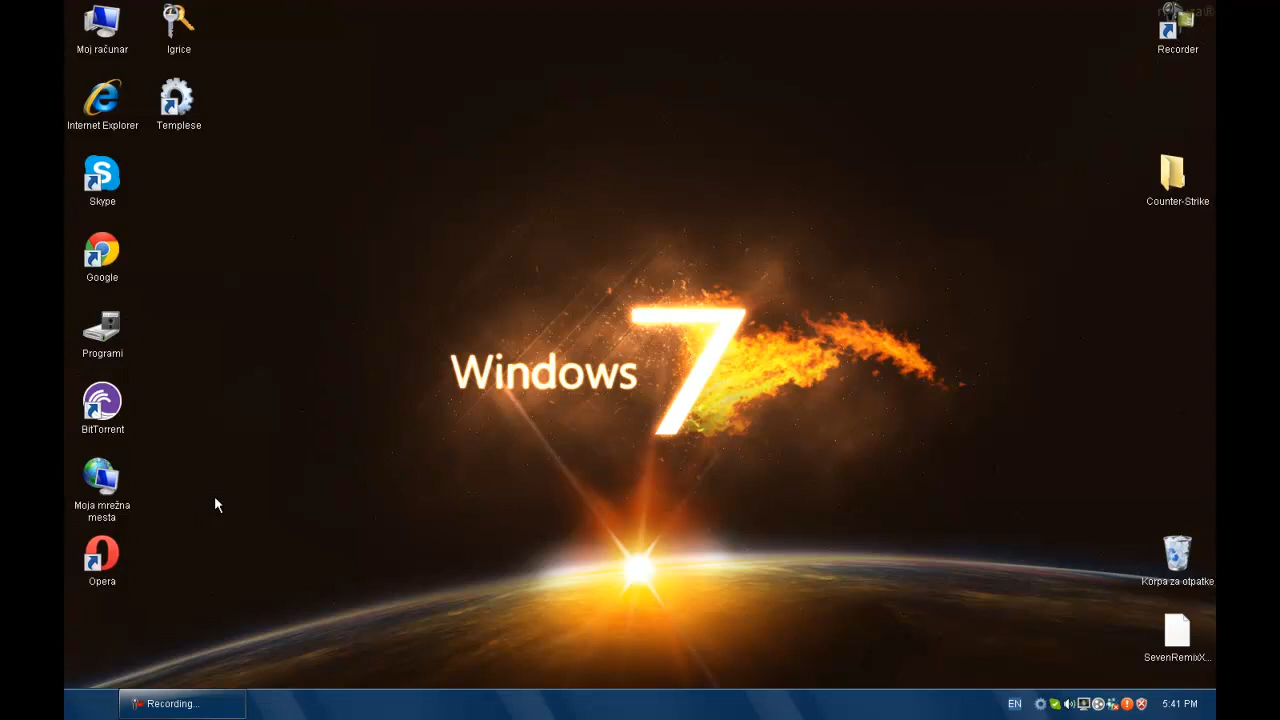 Moj računar
Igrice
Recorder
Internet Explorer
Templese
Skype
Counter-Strike
Google
Programi
Windows 7
BitTorrent
Moja mrežna
mesta
Opera
Korpa za otpatke
SevenRemixX...
Recording...
EN
5:41 PM